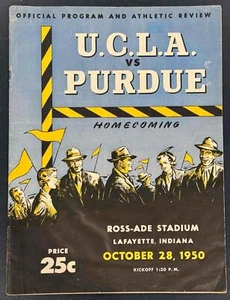 OFFICIAL PROGRAM AND ATHLETIC REVIEW
U.C.L.A.
VS
PURDUE
HOMECOMING
ROSS-ADE STADIUM
LAFAYETTE, INDIANA
PRICE
25c
OCTOBER 28, 1950
KICKOFF 1:30 P.M.